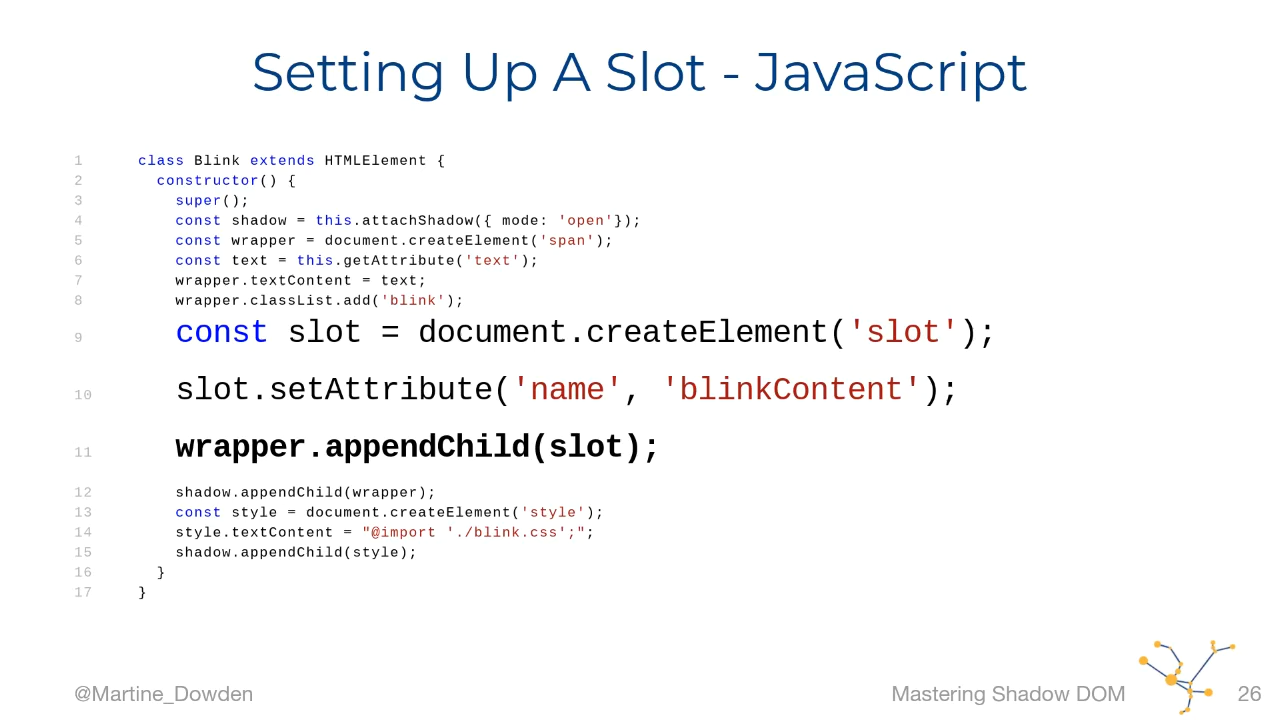 Setting Up A Slot - JavaScript
1 class Blink extends HTMLElement {
2 constructor() {
3 super();
4 const shadow = this.attachShadow({ mode: 'open'});
5 const wrapper = document.createElement('span');
6 const text = this.getAttribute('text');
7 wrapper.textContent = text;
8 wrapper.classList.add('blink');
9 const slot = document.createElement('slot');
10 slot.setAttribute('name', 'blinkContent');
11 wrapper.appendChild(slot);
12 shadow.appendChild(wrapper);
13 const style = document.createElement('style');
14 style.textContent = "@import './blink.css';";
15 shadow.appendChild(style);
16 }
17 }
@Martine_Dowden Mastering Shadow DOM 26